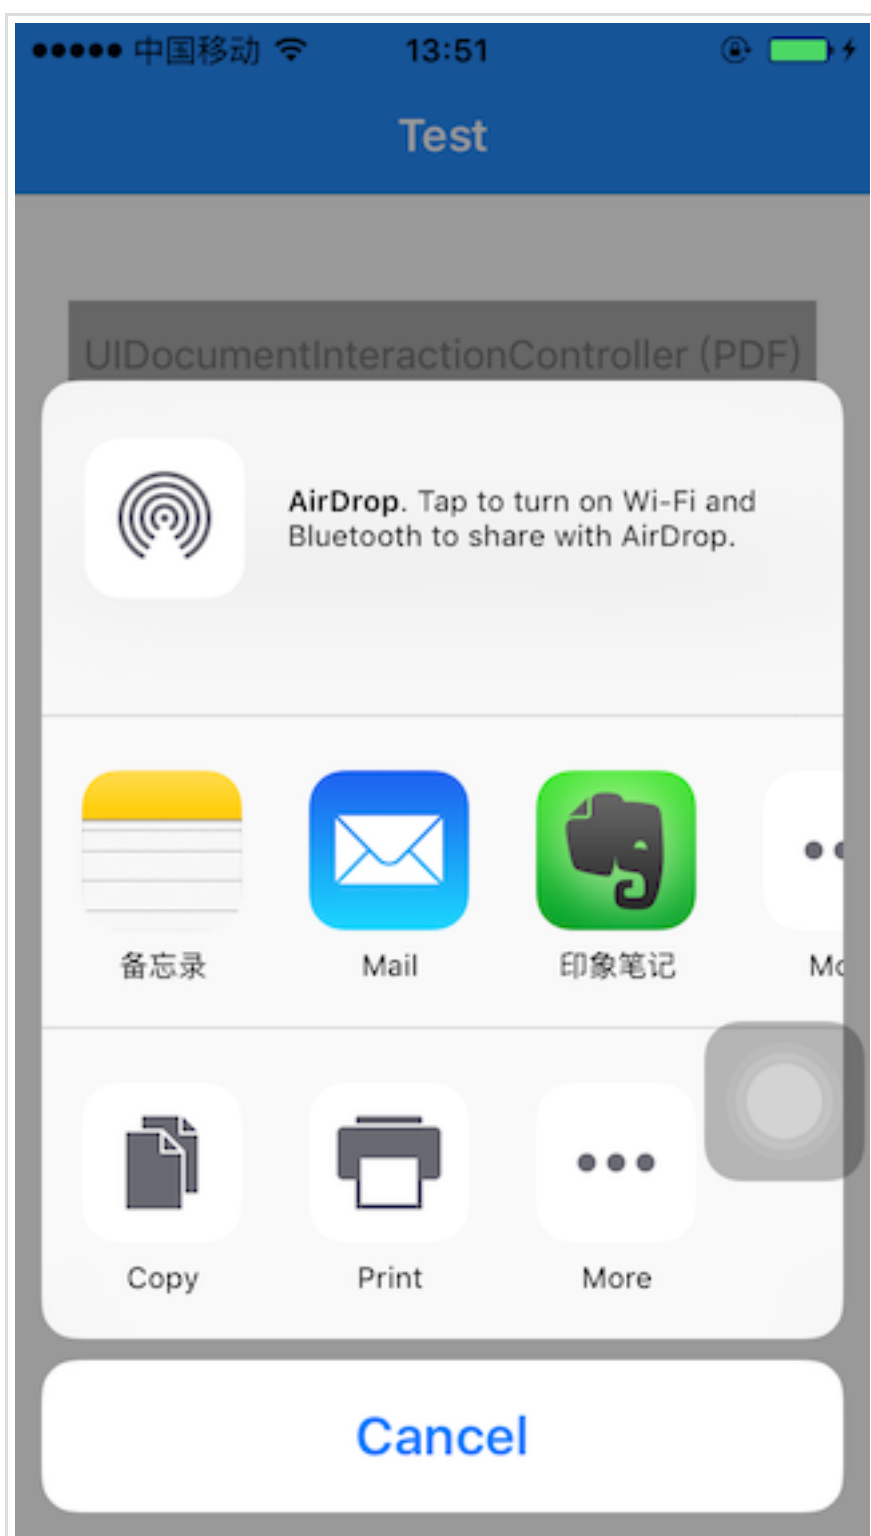 中国移动 13:51
Test
UIDocumentInteractionController (PDF)
AirDrop. Tap to turn on Wi-Fi and
Bluetooth to share with AirDrop.
备忘录 Mail 印象笔记 Mo
Copy Print More
Cancel